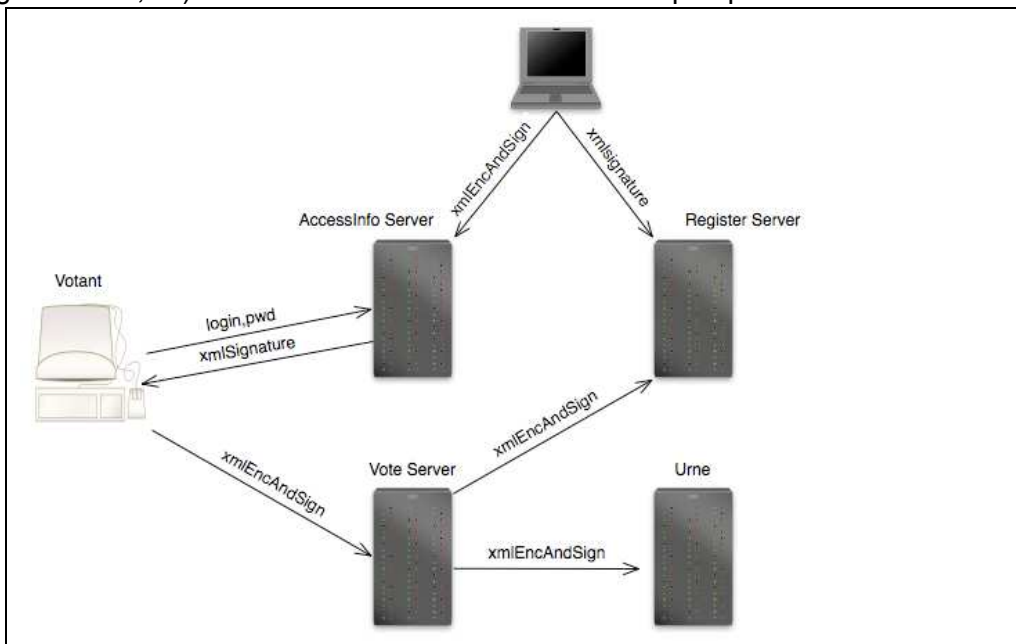 xmlEncAndSign
xmlsignature
AccessInfo Server
Register Server
Votant
login,pwd
xmlSignature
xmlEncAndSign
xmlEncAndSign
Vote Server
Urne
xmlEncAndSign